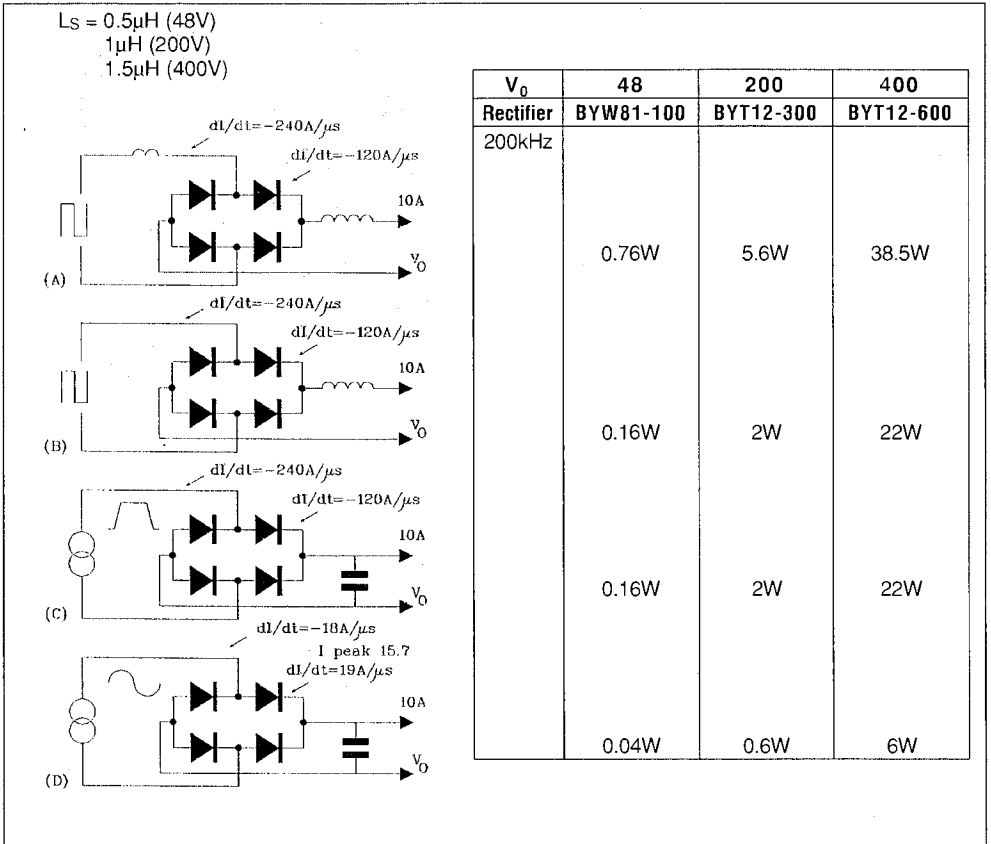 LS = 0.5µH (48V)
1µH (200V)
1.5µH (400V)
dI/dt=-240A/µs
dI/dt=-120A/µs
10A
V0
(A)
dI/dt=-240A/µs
dI/dt=-120A/µs
10A
V0
(B)
dI/dt=-240A/µs
dI/dt=-120A/µs
10A
V0
(C)
dI/dt=-18A/µs
I peak 15.7
dI/dt=19A/µs
10A
V0
(D)
V0 48 200 400
Rectifier BYW81-100 BYT12-300 BYT12-600
200kHz
0.76W 5.6W 38.5W
0.16W 2W 22W
0.16W 2W 22W
0.04W 0.6W 6W